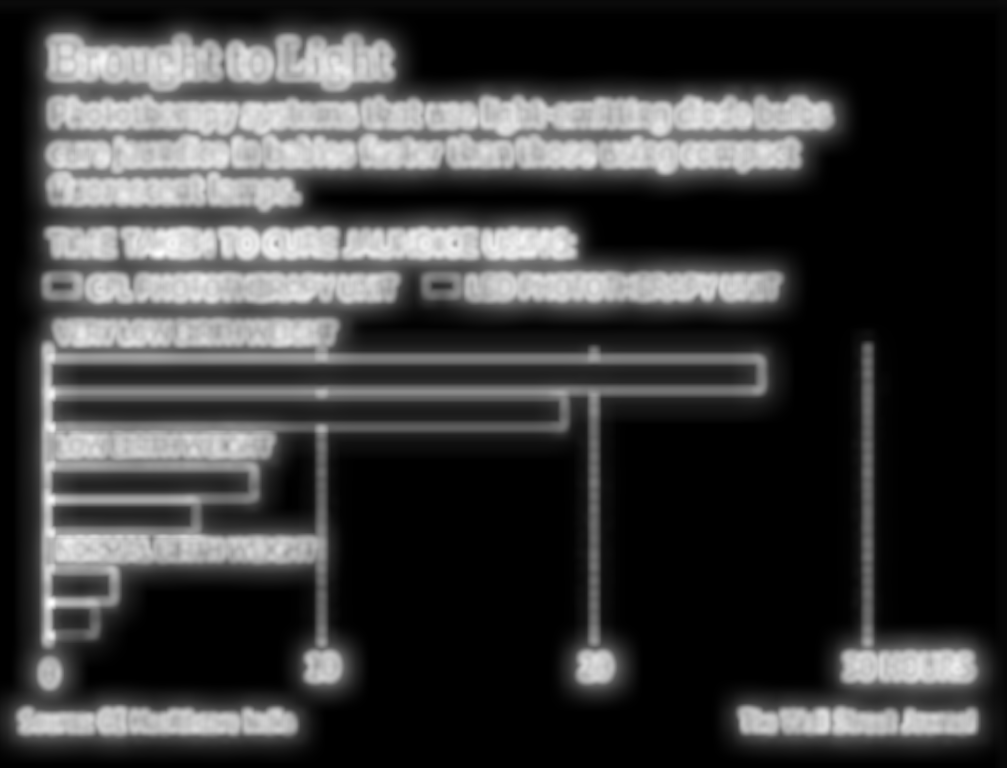 Brought to Light
Phototherapy systems that use light-emitting diode bulbs
cure jaundice in babies faster than those using compact
fluorescent lamps.
TIME TAKEN TO CURE JAUNDICE USING:
CFL PHOTOTHERAPY UNIT LED PHOTOTHERAPY UNIT
VERY LOW BIRTH WEIGHT
LOW BIRTH WEIGHT
NORMAL BIRTH WEIGHT
0 10 20 30 HOURS
Source: GE Healthcare India The Wall Street Journal